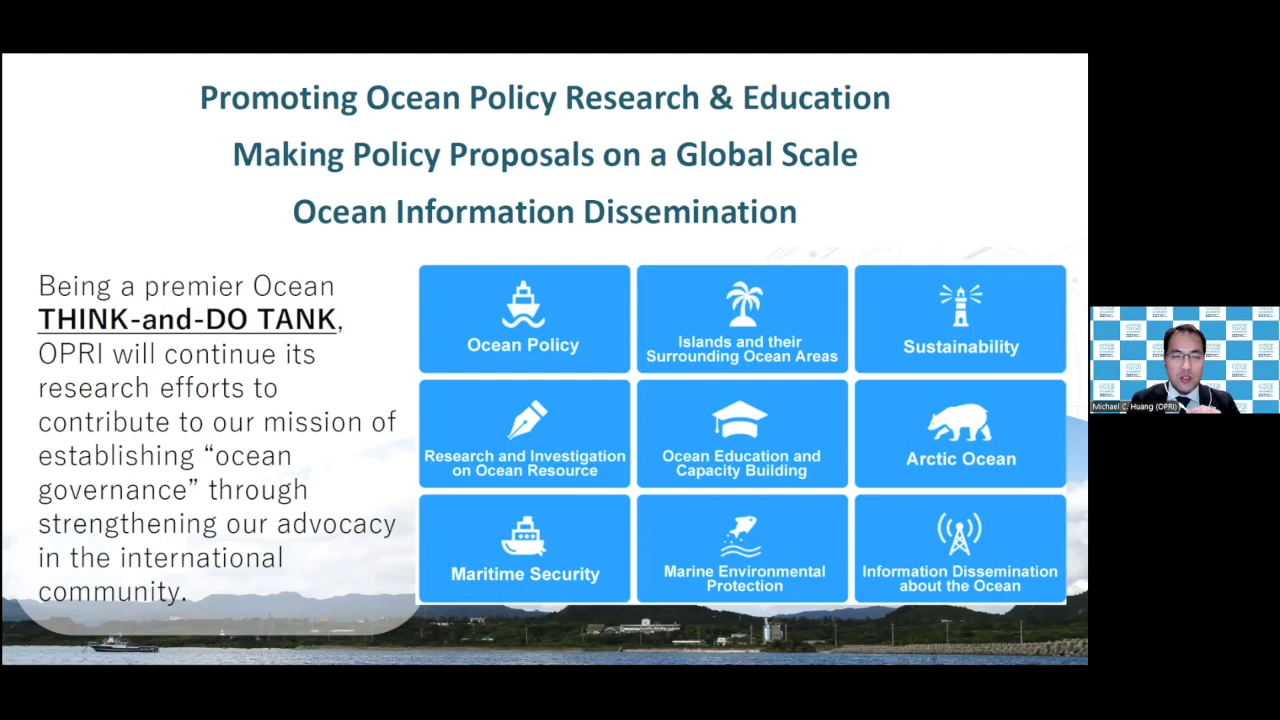 Promoting Ocean Policy Research & Education
Making Policy Proposals on a Global Scale
Ocean Information Dissemination
Being a premier Ocean
THINK-and-DO TANK,
OPRI will continue its
research efforts to
contribute to our mission of
establishing “ocean
governance” through
strengthening our advocacy
in the international
community.
Ocean Policy
Islands and their
Surrounding Ocean Areas
Sustainability
Research and Investigation
on Ocean Resource
Ocean Education and
Capacity Building
Arctic Ocean
Maritime Security
Marine Environmental
Protection
Information Dissemination
about the Ocean
OPRI
Michael C. Huang (OPRI)